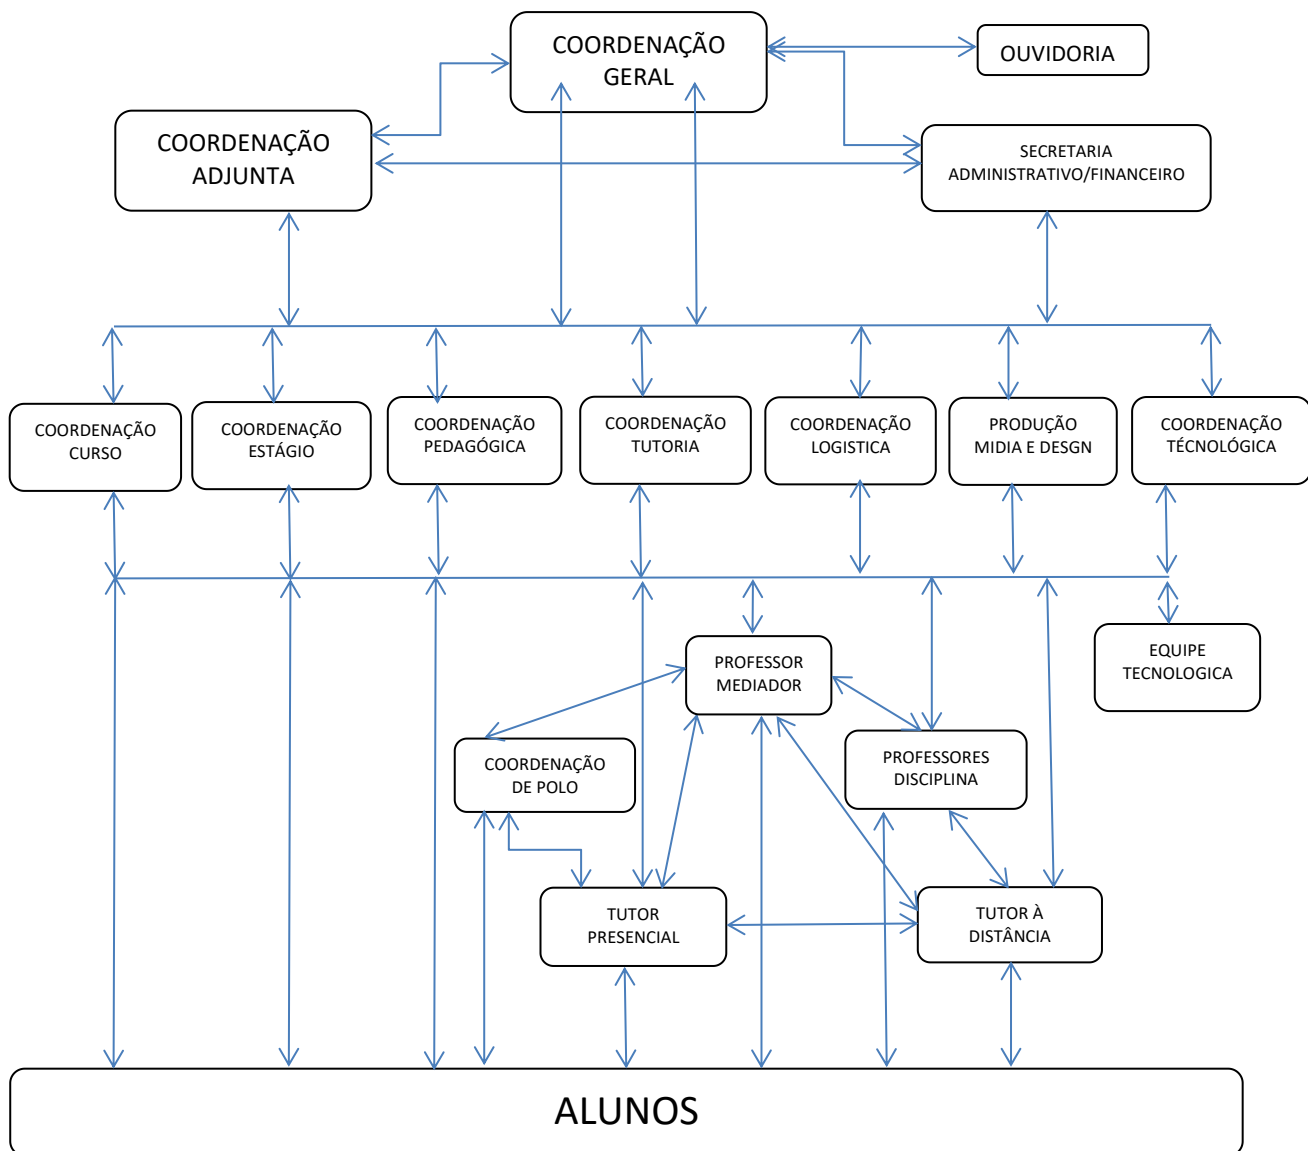 COORDENAÇÃO
GERAL
OUVIDORIA
COORDENAÇÃO
ADJUNTA
SECRETARIA
ADMINISTRATIVO/FINANCEIRO
COORDENAÇÃO
CURSO
COORDENAÇÃO
ESTÁGIO
COORDENAÇÃO
PEDAGÓGICA
COORDENAÇÃO
TUTORIA
COORDENAÇÃO
LOGISTICA
PRODUÇÃO
MIDIA E DESGN
COORDENAÇÃO
TÉCNOLÓGICA
PROFESSOR
MEDIADOR
EQUIPE
TECNOLOGICA
COORDENAÇÃO
DE POLO
PROFESSORES
DISCIPLINA
TUTOR
PRESENCIAL
TUTOR À
DISTÂNCIA
ALUNOS